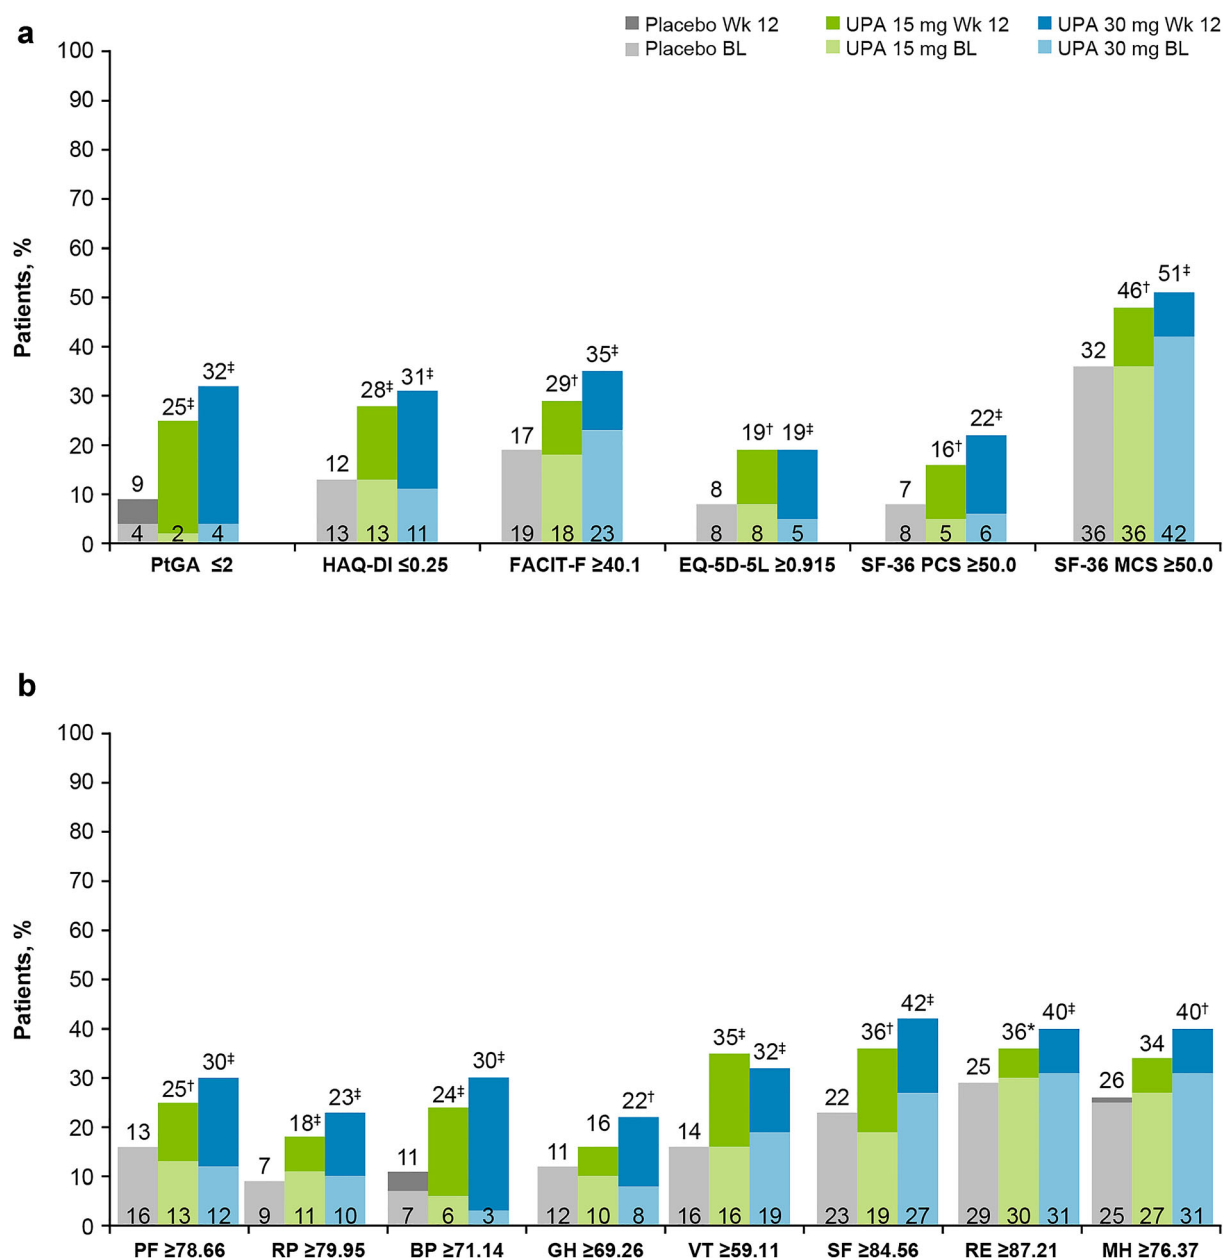 a
Placebo Wk 12 UPA 15 mg Wk 12 UPA 30 mg Wk 12
Placebo BL UPA 15 mg BL UPA 30 mg BL
Patients, %
100
90
80
70
60
50
40
30
20
10
0
9 25‡ 32‡ 12 28‡ 31‡ 17 29† 35‡ 8 19† 19‡ 7 16† 22‡ 32 46† 51‡
4 2 4 13 13 11 19 18 23 8 8 5 8 5 6 36 36 42
PtGA ≤2 HAQ-DI ≤0.25 FACIT-F ≥40.1 EQ-5D-5L ≥0.915 SF-36 PCS ≥50.0 SF-36 MCS ≥50.0
b
Patients, %
100
90
80
70
60
50
40
30
20
10
0
13 25† 30‡ 7 18‡ 23‡ 11 24‡ 30‡ 11 16 22† 14 35‡ 32‡ 22 36† 42‡ 25 36* 40‡ 26 34 40†
16 13 12 9 11 10 7 6 3 12 10 8 16 16 19 23 19 27 29 30 31 25 27 31
PF ≥78.66 RP ≥79.95 BP ≥71.14 GH ≥69.26 VT ≥59.11 SF ≥84.56 RE ≥87.21 MH ≥76.37